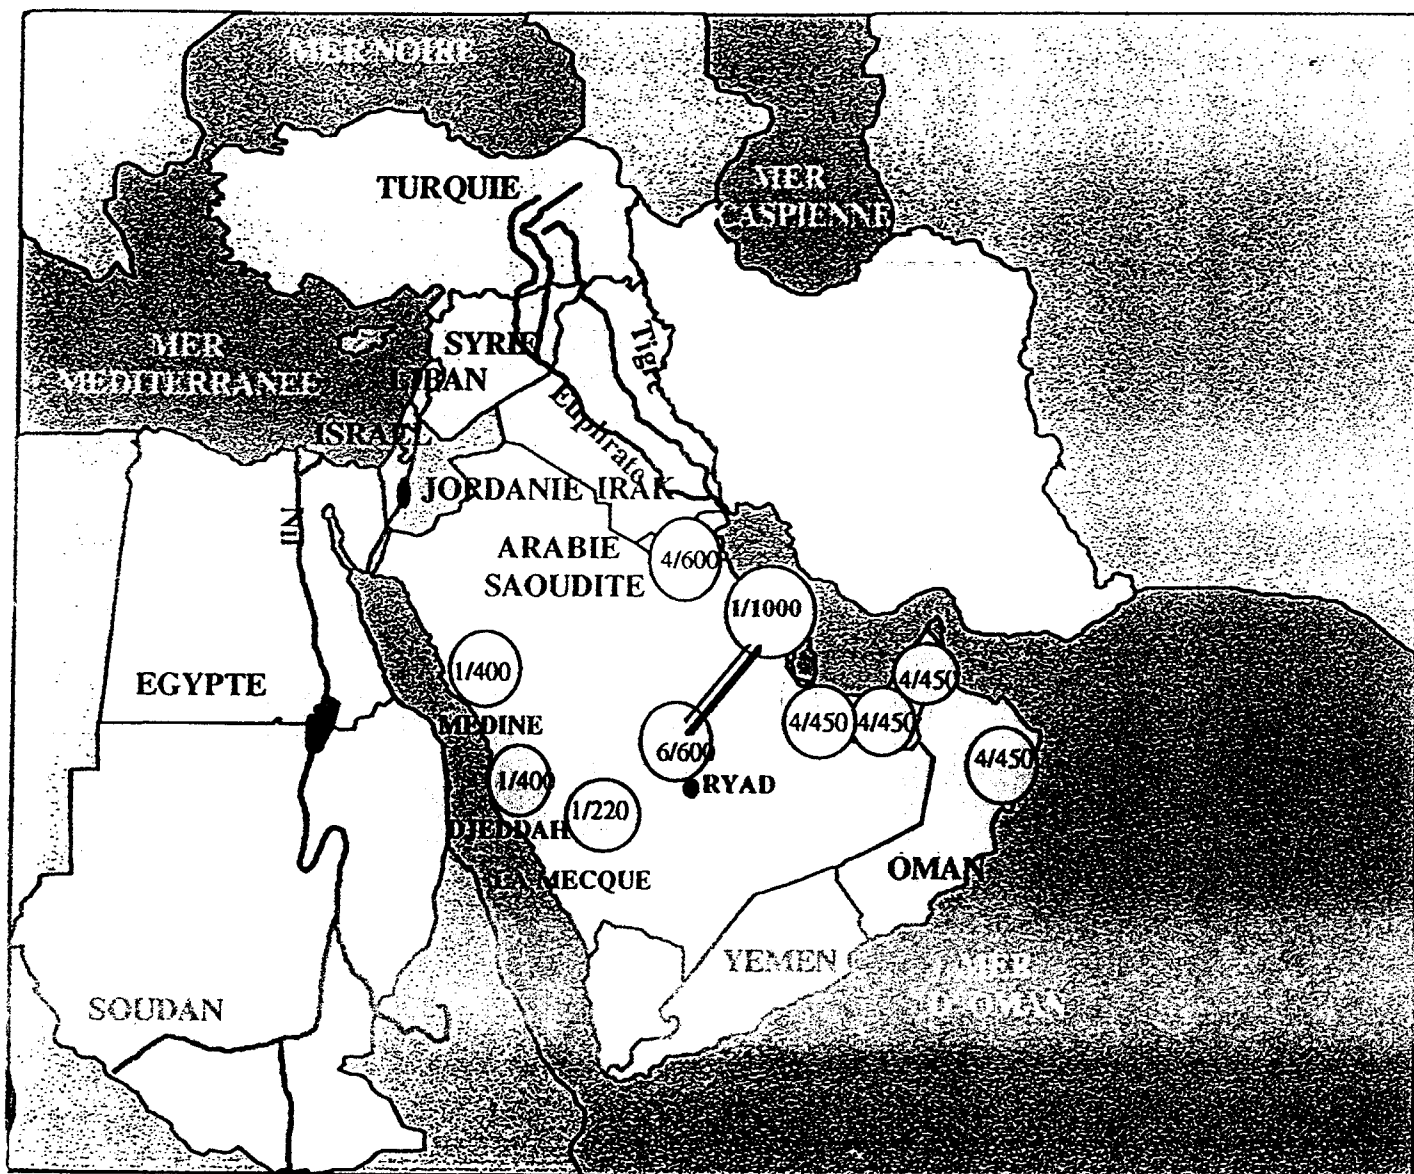 MER NOIRE
TURQUIE
MER
CASPIENNE
MER
MEDITERRANEE
SYRIE
LIBAN
Tigre
Euphrate
ISRAEL
JORDANIE IRAK
Nil
ARABIE
SAOUDITE
4/600
1/1000
1/400
EGYPTE
MEDINE
4/450
4/450
4/450
6/600
4/450
RYAD
1/400
1/220
DJEDDAH
LA MECQUE
OMAN
YEMEN
MER
D'OMAN
SOUDAN